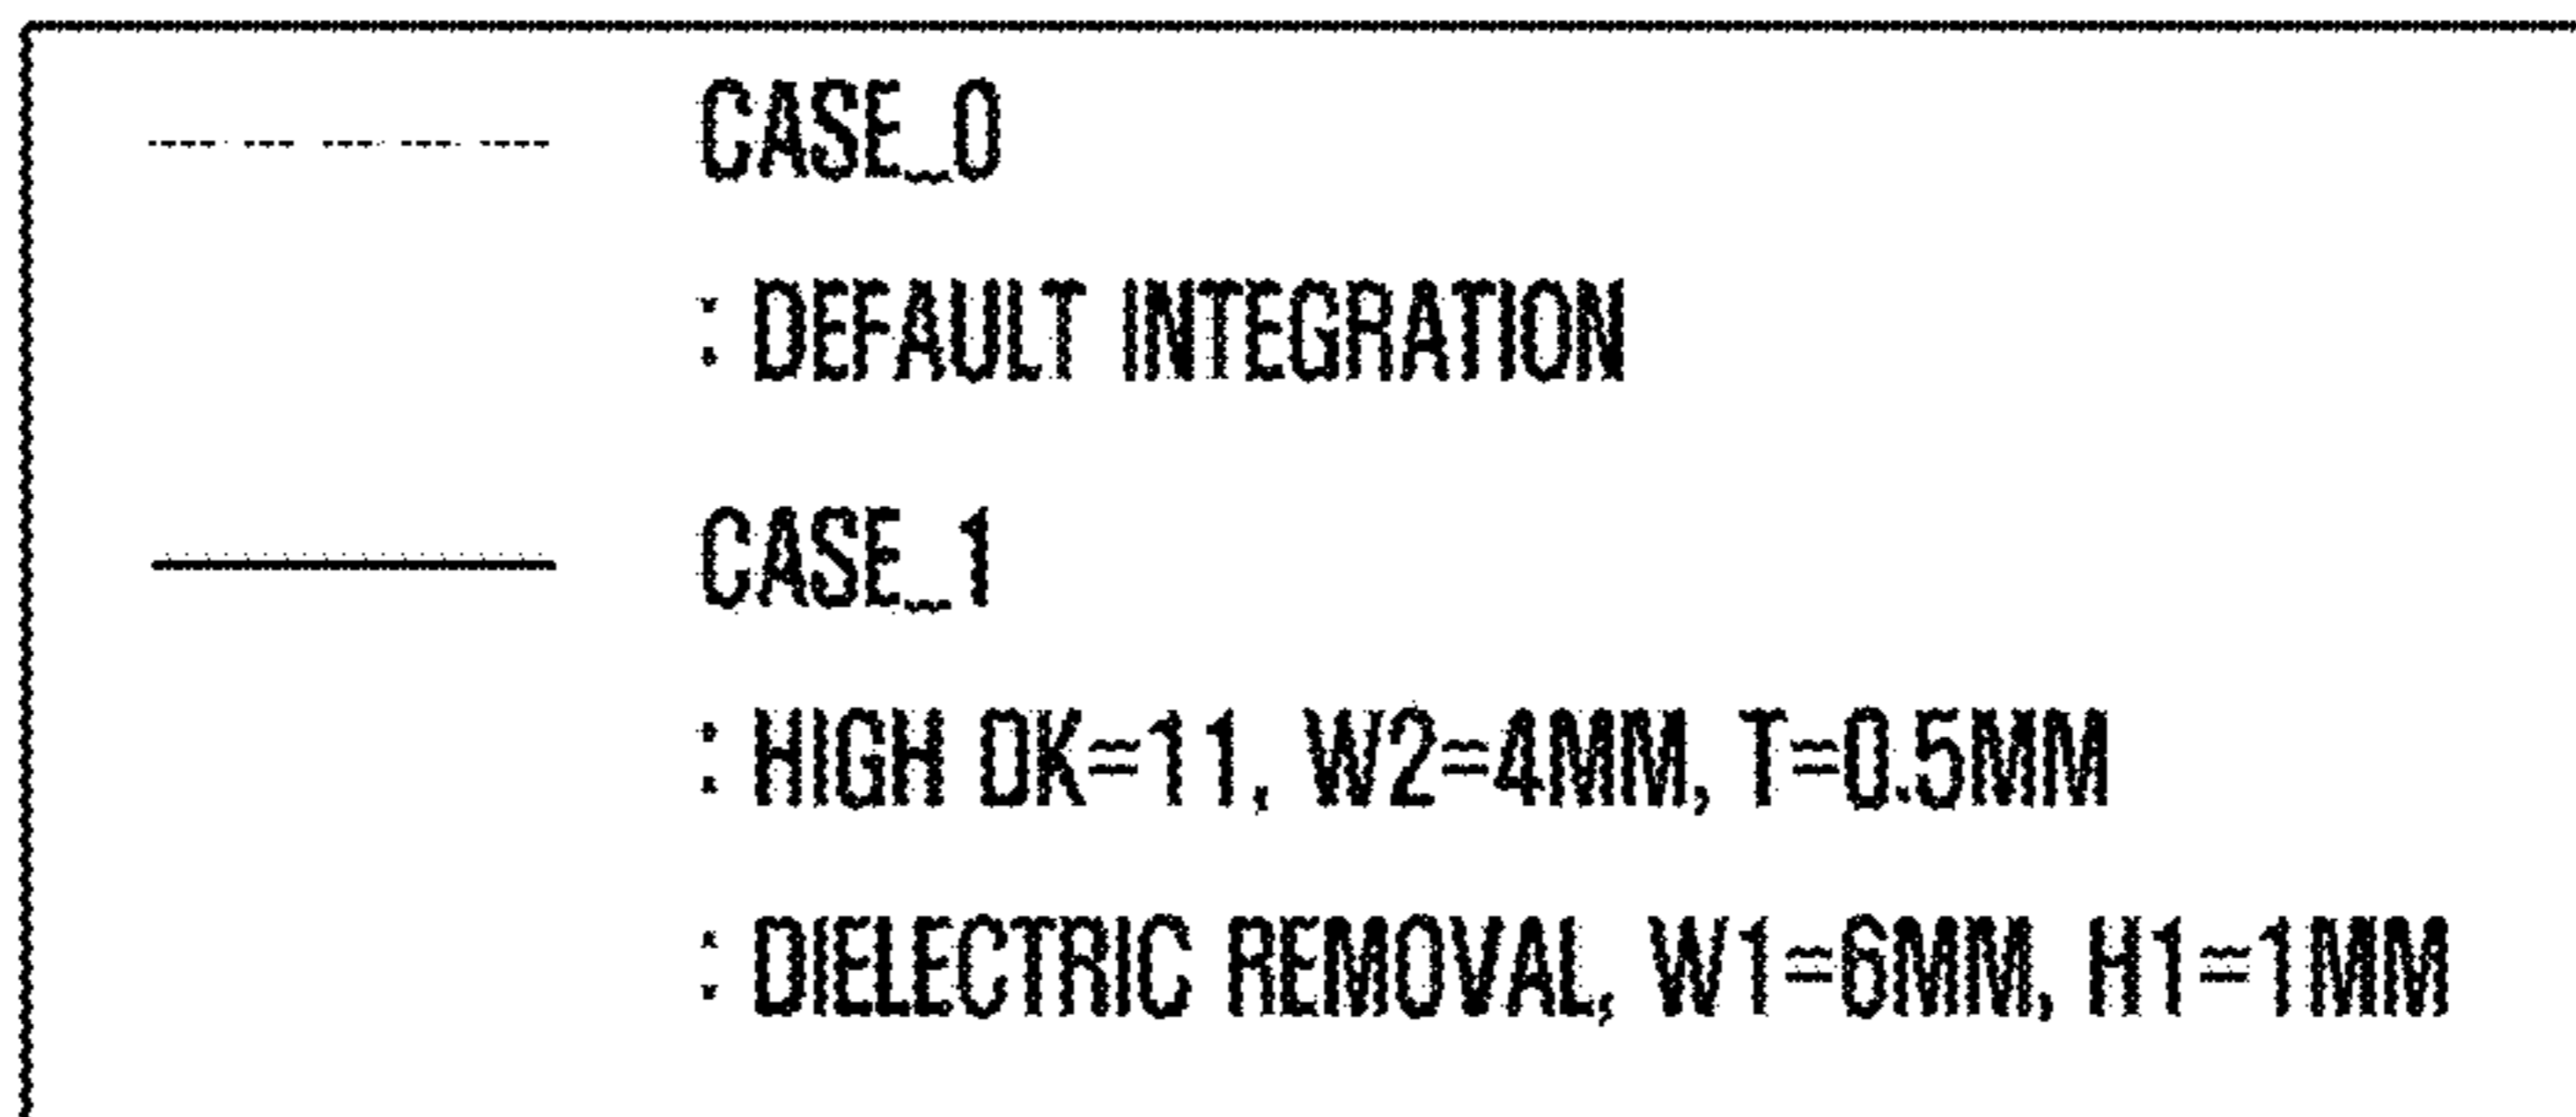 CASE_0
: DEFAULT INTEGRATION
CASE_1
: HIGH DK=11, W2=4MM, T=0.5MM
: DIELECTRIC REMOVAL, W1=6MM, H1=1MM